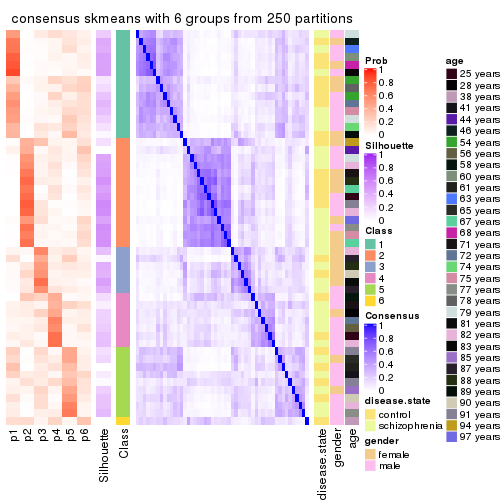 consensus skmeans with 6 groups from 250 partitions
p1
p2
p3
p4
p5
p6
Silhouette
Class
disease.state
gender
age
Prob
1
0.8
0.6
0.4
0.2
0
Silhouette
1
0.8
0.6
0.4
0.2
0
Class
1
2
3
4
5
6
Consensus
1
0.8
0.6
0.4
0.2
0
disease.state
control
schizophrenia
gender
female
male
age
25 years
28 years
38 years
41 years
44 years
46 years
54 years
56 years
58 years
60 years
61 years
63 years
65 years
67 years
68 years
71 years
72 years
74 years
75 years
77 years
78 years
79 years
81 years
82 years
83 years
85 years
87 years
88 years
89 years
90 years
91 years
94 years
97 years